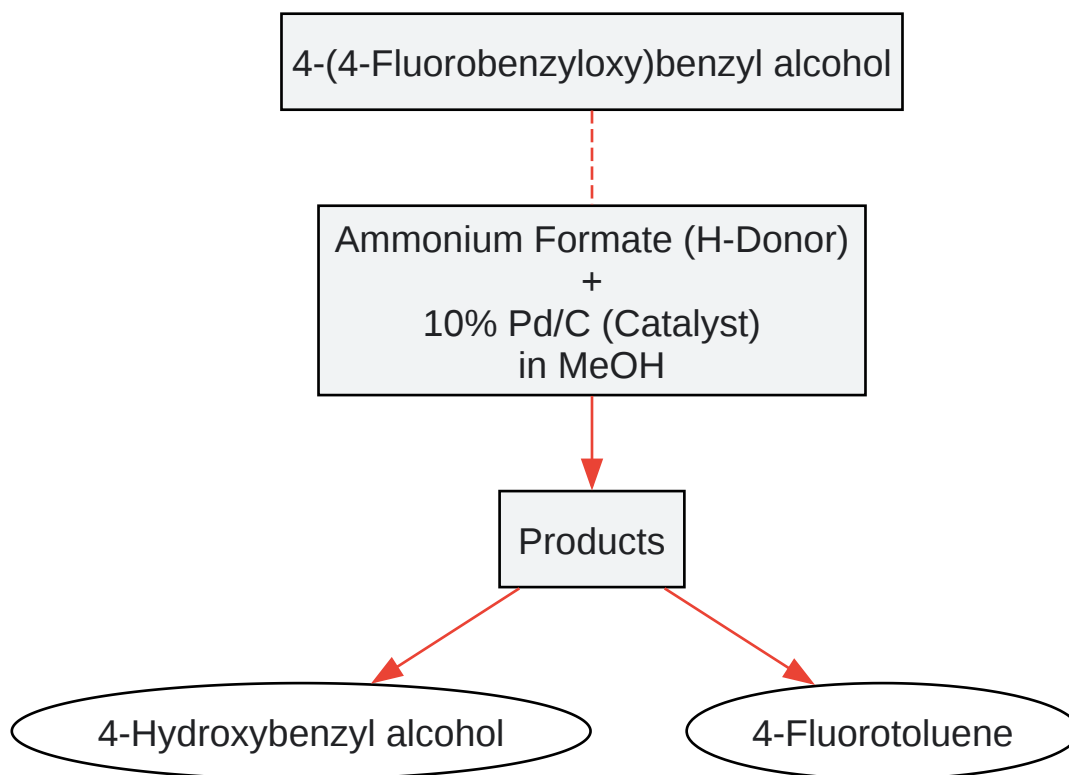 4-(4-Fluorobenzyloxy)benzyl alcohol
Ammonium Formate (H-Donor)
+
10% Pd/C (Catalyst)
in MeOH
Products
4-Hydroxybenzyl alcohol
4-Fluorotoluene